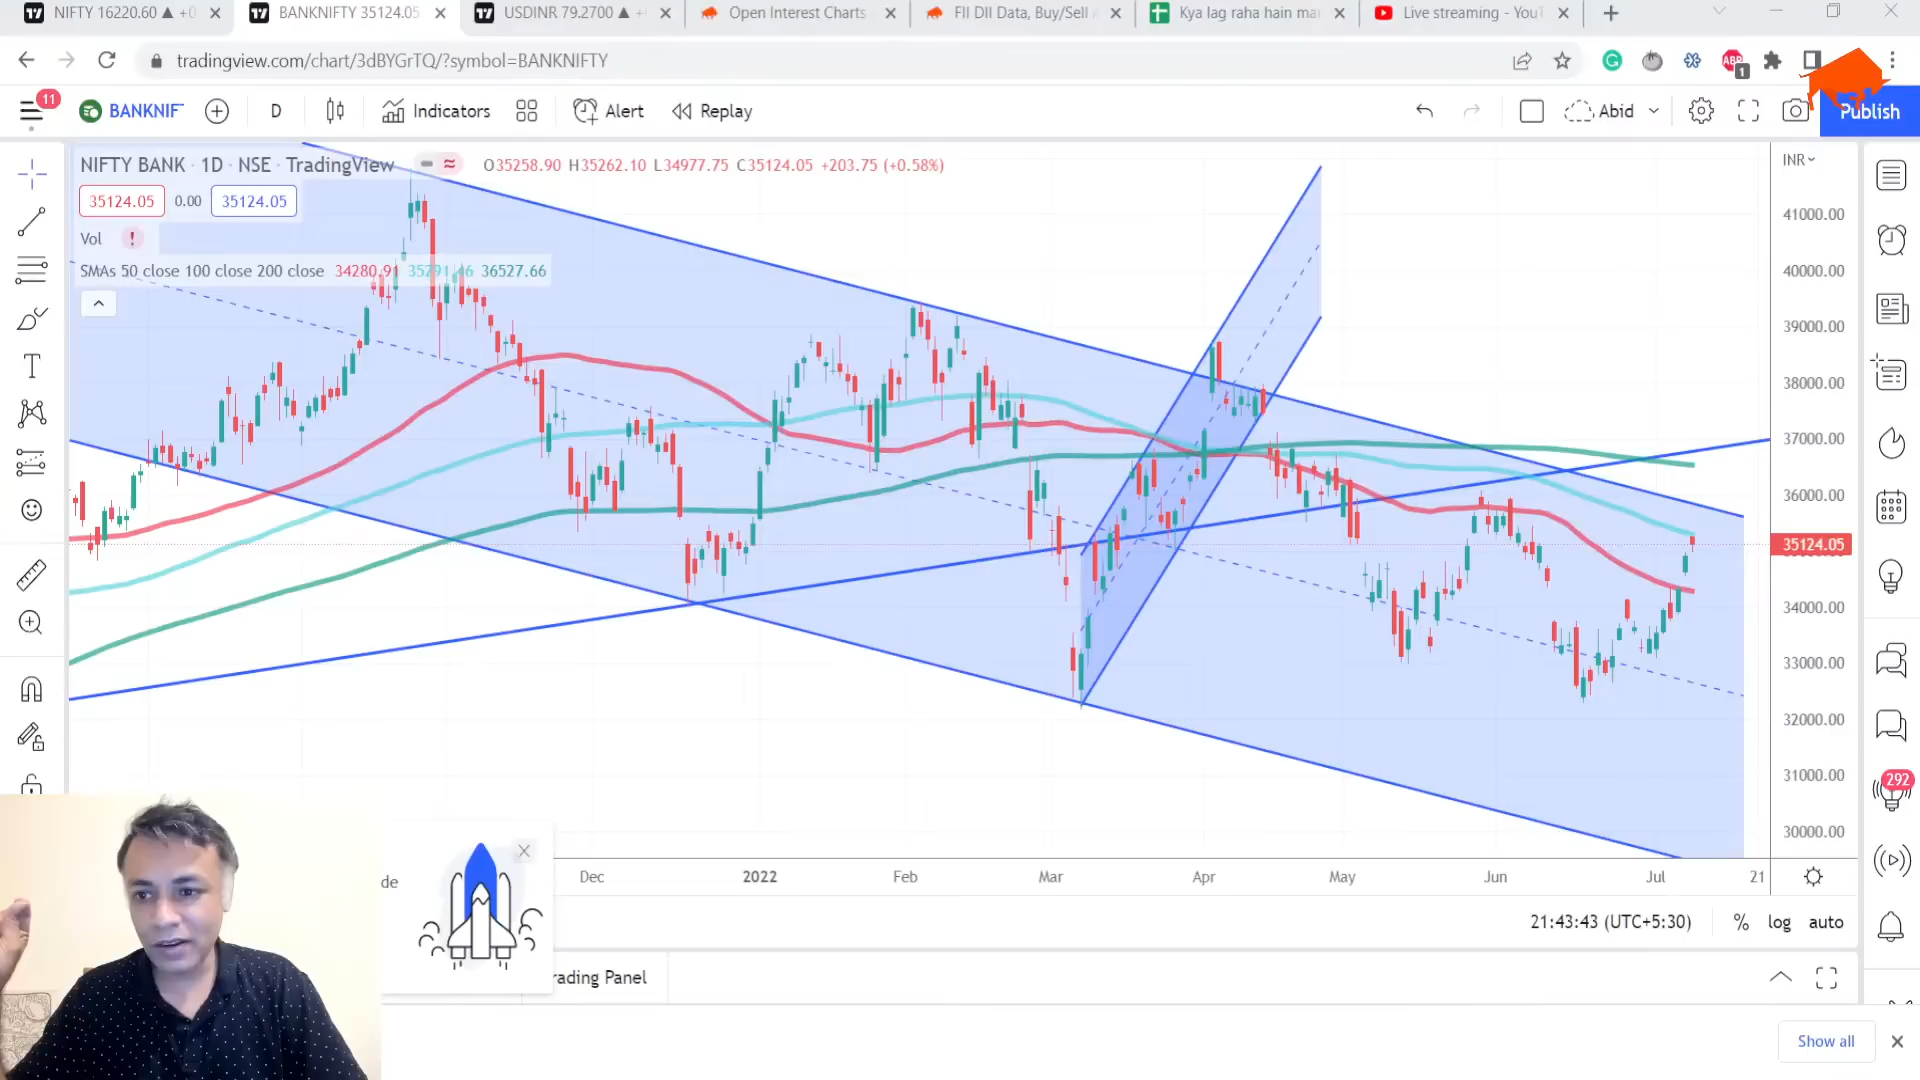 NIFTY 16220.60 ▲ +0
BANKNIFTY 35124.05
USDINR 79.2700 ▲ +
Open Interest Charts
FII DII Data, Buy/Sell
Kya lag raha hain ma
Live streaming - You
tradingview.com/chart/3dBYGrTQ/?symbol=BANKNIFTY
ABP
1
11
BANKNIF
D
Indicators
Alert
Replay
Abid
Publish
NIFTY BANK · 1D · NSE · TradingView
O35258.90 H35262.10 L34977.75 C35124.05 +203.75 (+0.58%)
INR
35124.05
0.00
35124.05
Vol
SMAs 50 close 100 close 200 close 34280.91 36527.66
41000.00
40000.00
39000.00
38000.00
37000.00
36000.00
35124.05
34000.00
33000.00
32000.00
31000.00
30000.00
292
de
Dec
2022
Feb
Mar
Apr
May
Jun
Jul
21
21:43:43 (UTC+5:30)
%
log
auto
rading Panel
Show all